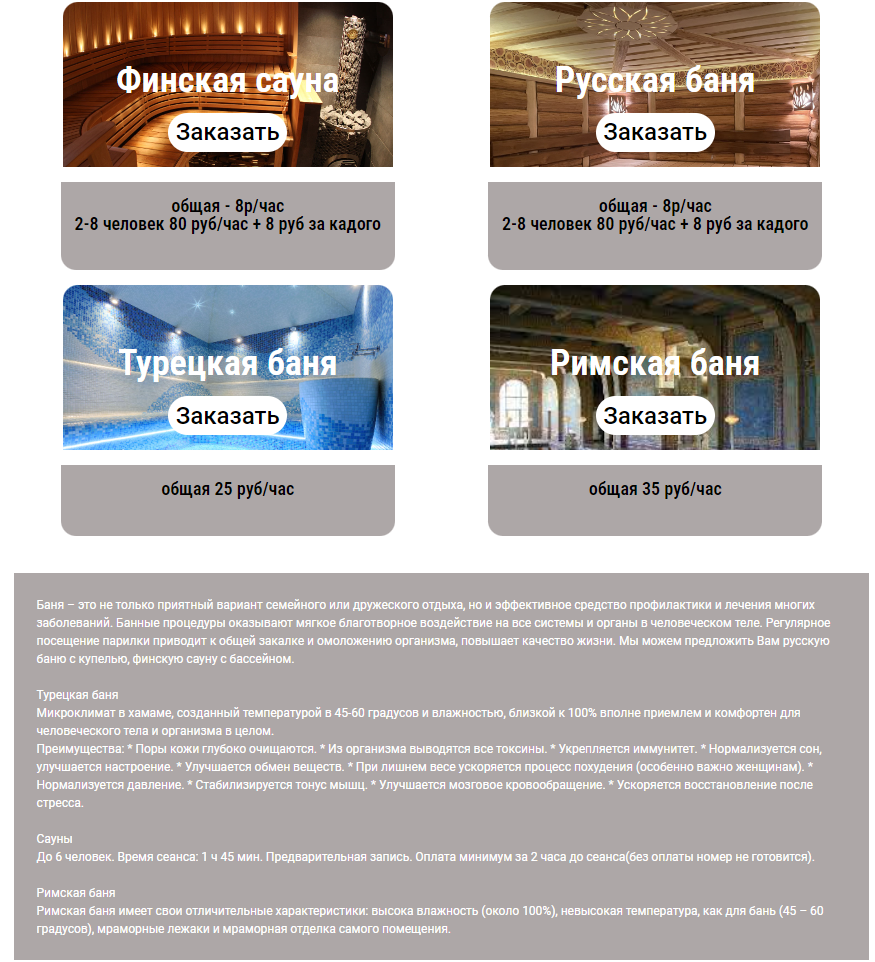 Финская сауна
Заказать
общая - 8р/час
2-8 человек 80 руб/час + 8 руб за кадого
Русская баня
Заказать
общая - 8р/час
2-8 человек 80 руб/час + 8 руб за кадого
Турецкая баня
Заказать
общая 25 руб/час
Римская баня
Заказать
общая 35 руб/час
Баня – это не только приятный вариант семейного или дружеского отдыха, но и эффективное средство профилактики и лечения многих
заболеваний. Банные процедуры оказывают мягкое благотворное воздействие на все системы и органы в человеческом теле. Регулярное
посещение парилки приводит к общей закалке и омоложению организма, повышает качество жизни. Мы можем предложить Вам русскую
баню с купелью, финскую сауну с бассейном.
Турецкая баня
Микроклимат в хамаме, созданный температурой в 45-60 градусов и влажностью, близкой к 100% вполне приемлем и комфортен для
человеческого тела и организма в целом.
Преимущества: * Поры кожи глубоко очищаются. * Из организма выводятся все токсины. * Укрепляется иммунитет. * Нормализуется сон,
улучшается настроение. * Улучшается обмен веществ. * При лишнем весе ускоряется процесс похудения (особенно важно женщинам). *
Нормализуется давление. * Стабилизируется тонус мышц. * Улучшается мозговое кровообращение. * Ускоряется восстановление после
стресса.
Сауны
До 6 человек. Время сеанса: 1 ч 45 мин. Предварительная запись. Оплата минимум за 2 часа до сеанса(без оплаты номер не готовится).
Римская баня
Римская баня имеет свои отличительные характеристики: высока влажность (около 100%), невысокая температура, как для бань (45 – 60
градусов), мраморные лежаки и мраморная отделка самого помещения.